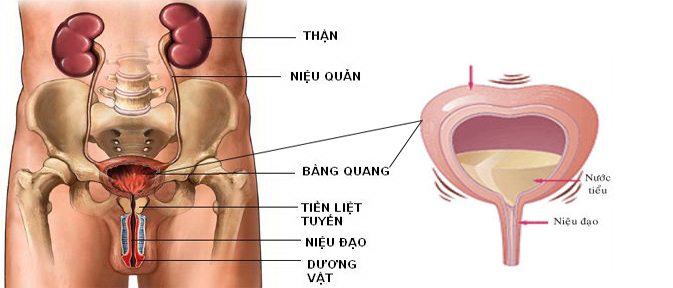 THẬN
NIỆU QUẢN
BÀNG QUANG
TIỀN LIỆT
TUYẾN
NIỆU ĐẠO
DƯƠNG
VẬT
Nước
tiểu
Niệu đạo